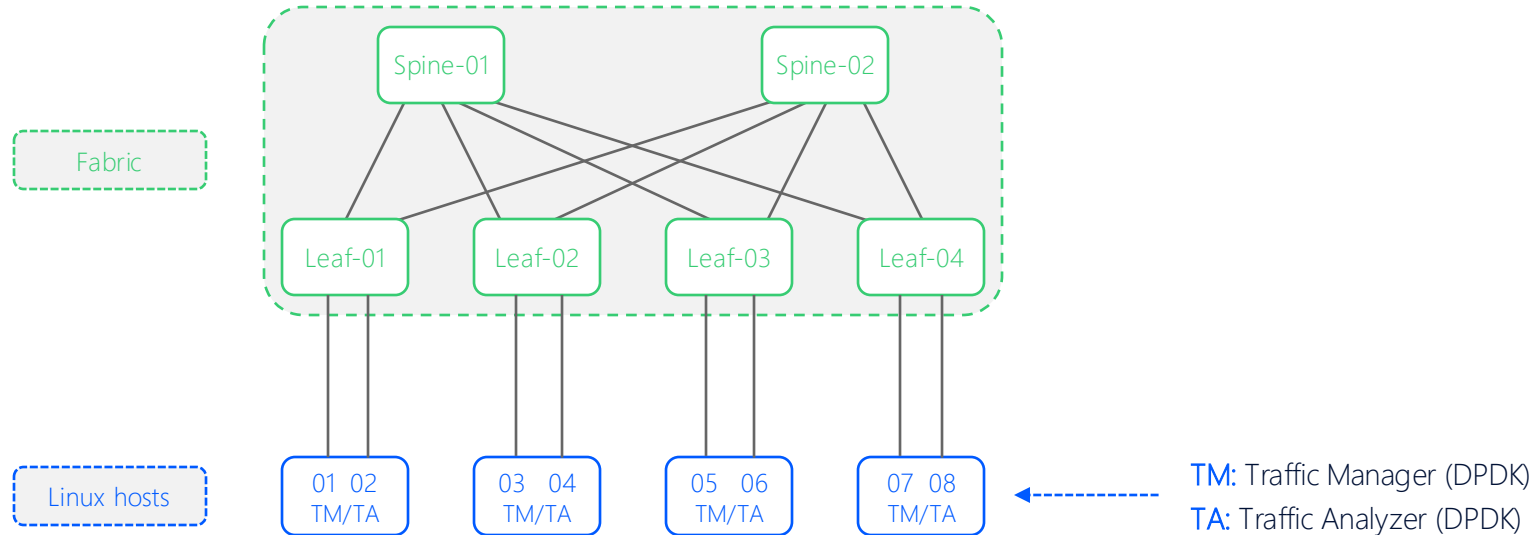 Spine-01
Spine-02
Fabric
Leaf-01
Leaf-02
Leaf-03
Leaf-04
Linux hosts
01 02
TM/TA
03 04
TM/TA
05 06
TM/TA
07 08
TM/TA
TM: Traffic Manager (DPDK)
TA: Traffic Analyzer (DPDK)